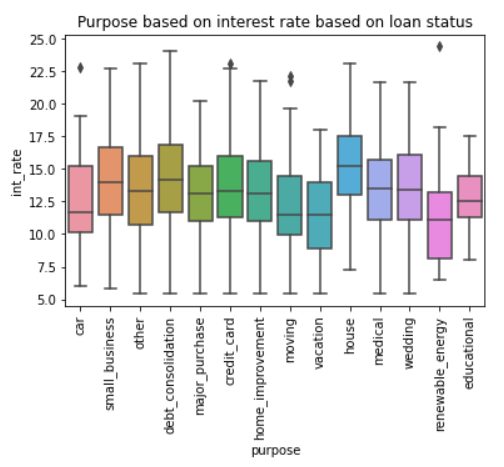 Purpose based on interest rate based on loan status
25.0
22.5
20.0
17.5
15.0
12.5
10.0
7.5
5.0
int_rate
car
small_business
other
debt_consolidation
major_purchase
credit_card
home_improvement
moving
vacation
house
medical
wedding
renewable_energy
educational
purpose